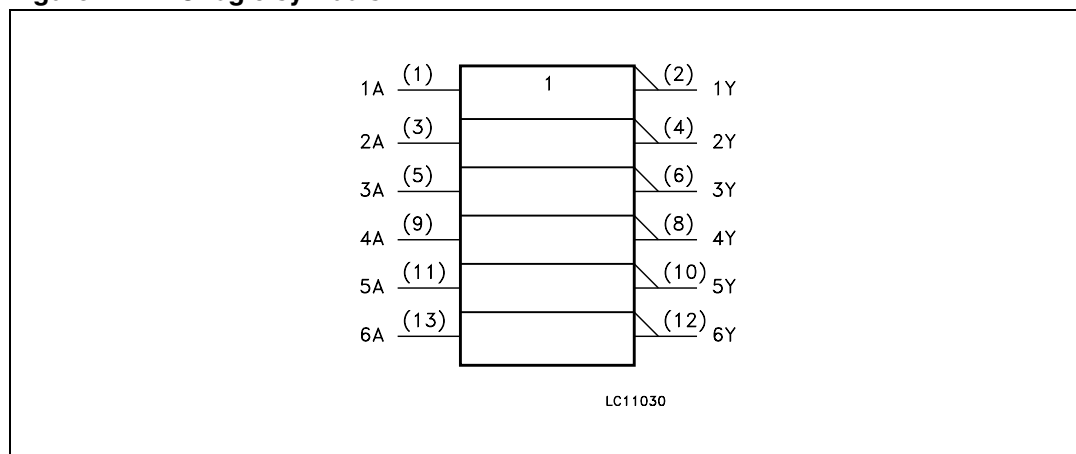 1A (1) 1 (2) 1Y
2A (3) (4) 2Y
3A (5) (6) 3Y
4A (9) (8) 4Y
5A (11) (10) 5Y
6A (13) (12) 6Y
LC11030